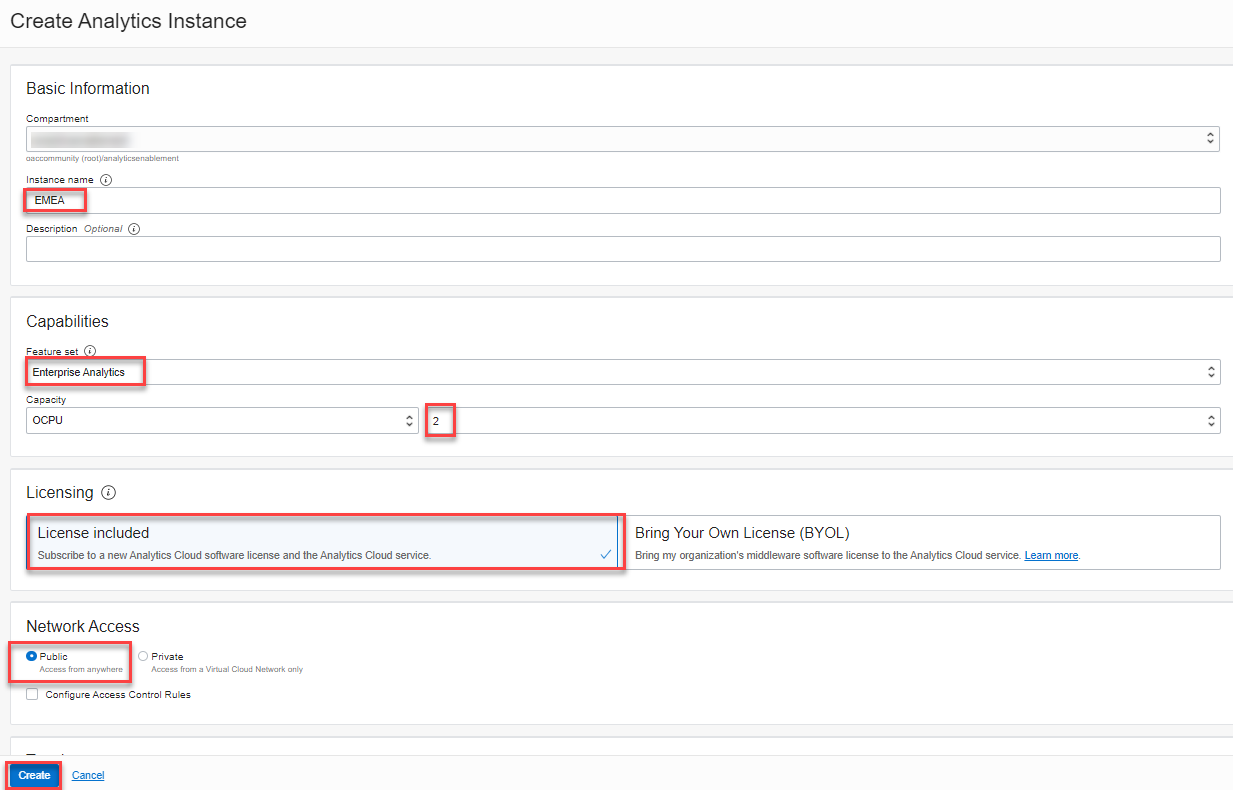 Create Analytics Instance
Basic Information
Compartment
oaccommunity (root)/analyticsenablement
Instance name
EMEA
Description Optional
Capabilities
Feature set
Enterprise Analytics
Capacity
OCPU 2
Licensing
License included
Subscribe to a new Analytics Cloud software license and the Analytics Cloud service.
Bring Your Own License (BYOL)
Bring my organization's middleware software license to the Analytics Cloud service. Learn more.
Network Access
Public
Access from anywhere
Private
Access from a Virtual Cloud Network only
Configure Access Control Rules
Create Cancel